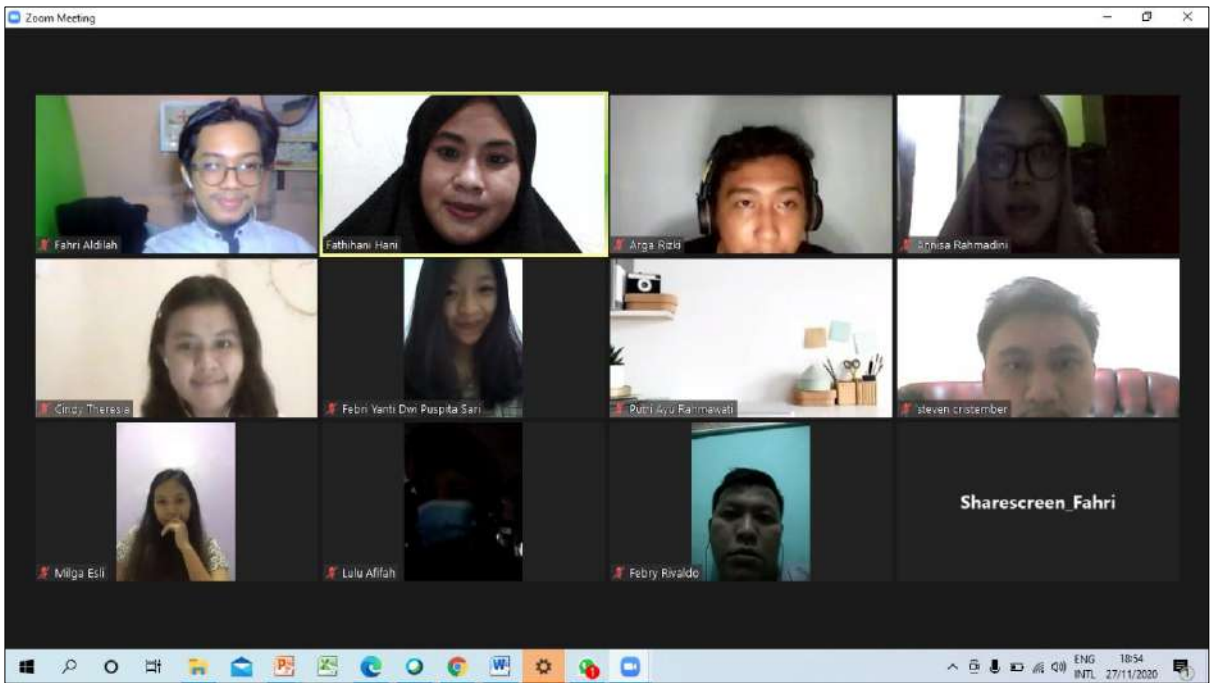 Zoom Meeting
Fahri Aldilah
Fathihani Hani
Arga Rizki
Annisa Rahmadini
Cindy Theresia
Febri Yanti Dwi Puspita Sari
Putri Ayu Rahmawati
steven cristember
Milga Esli
Lulu Afifah
Febry Rivaldo
Sharescreen_Fahri
ENG
INTL
18:54
27/11/2020